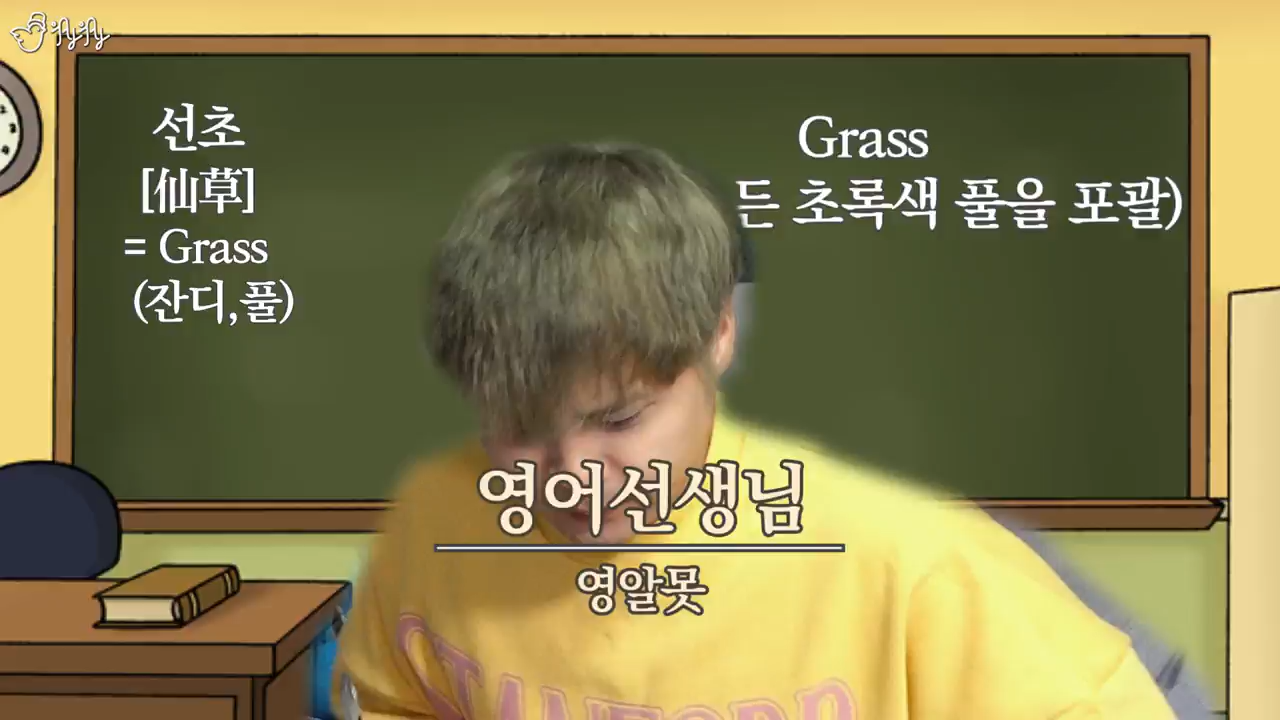 선초
[仙草]
= Grass
(잔디,풀)
Grass
든 초록색 풀을 포괄)
영어선생님
영알못
STANFORD